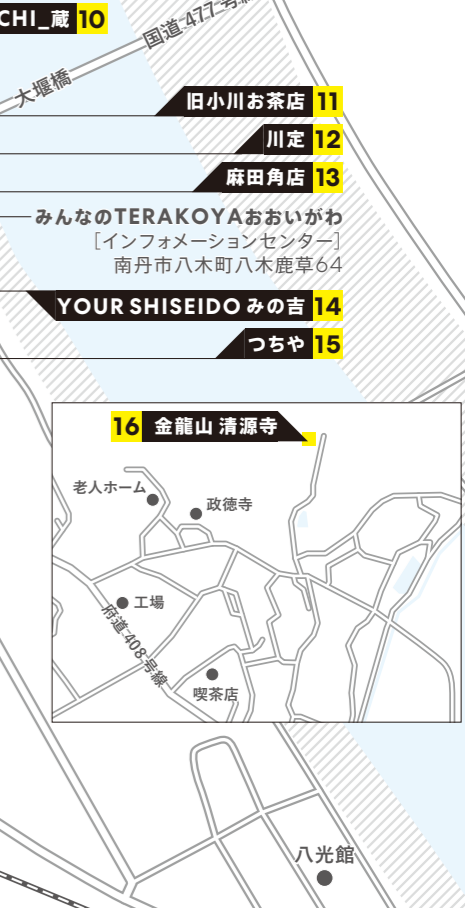 CHI_蔵 10
国道 477号線
大堰橋
旧小川お茶店 11
川定 12
麻田角店 13
みんなのTERAKOYAおおいがわ
[インフォメーションセンター]
南丹市八木町八木鹿草64
YOUR SHISEIDO みの吉 14
つちや 15
16 金龍山 清源寺
老人ホーム
政徳寺
工場
府道 408 号線
喫茶店
八光館